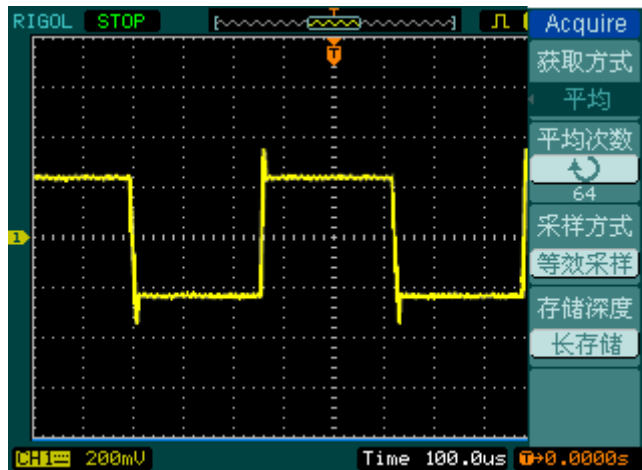 RIGOL STOP T
Acquire
获取方式
平均
平均次数
64
采样方式
等效采样
存储深度
长存储
T
1
CH1 200mV Time 100.0us T→0.0000s